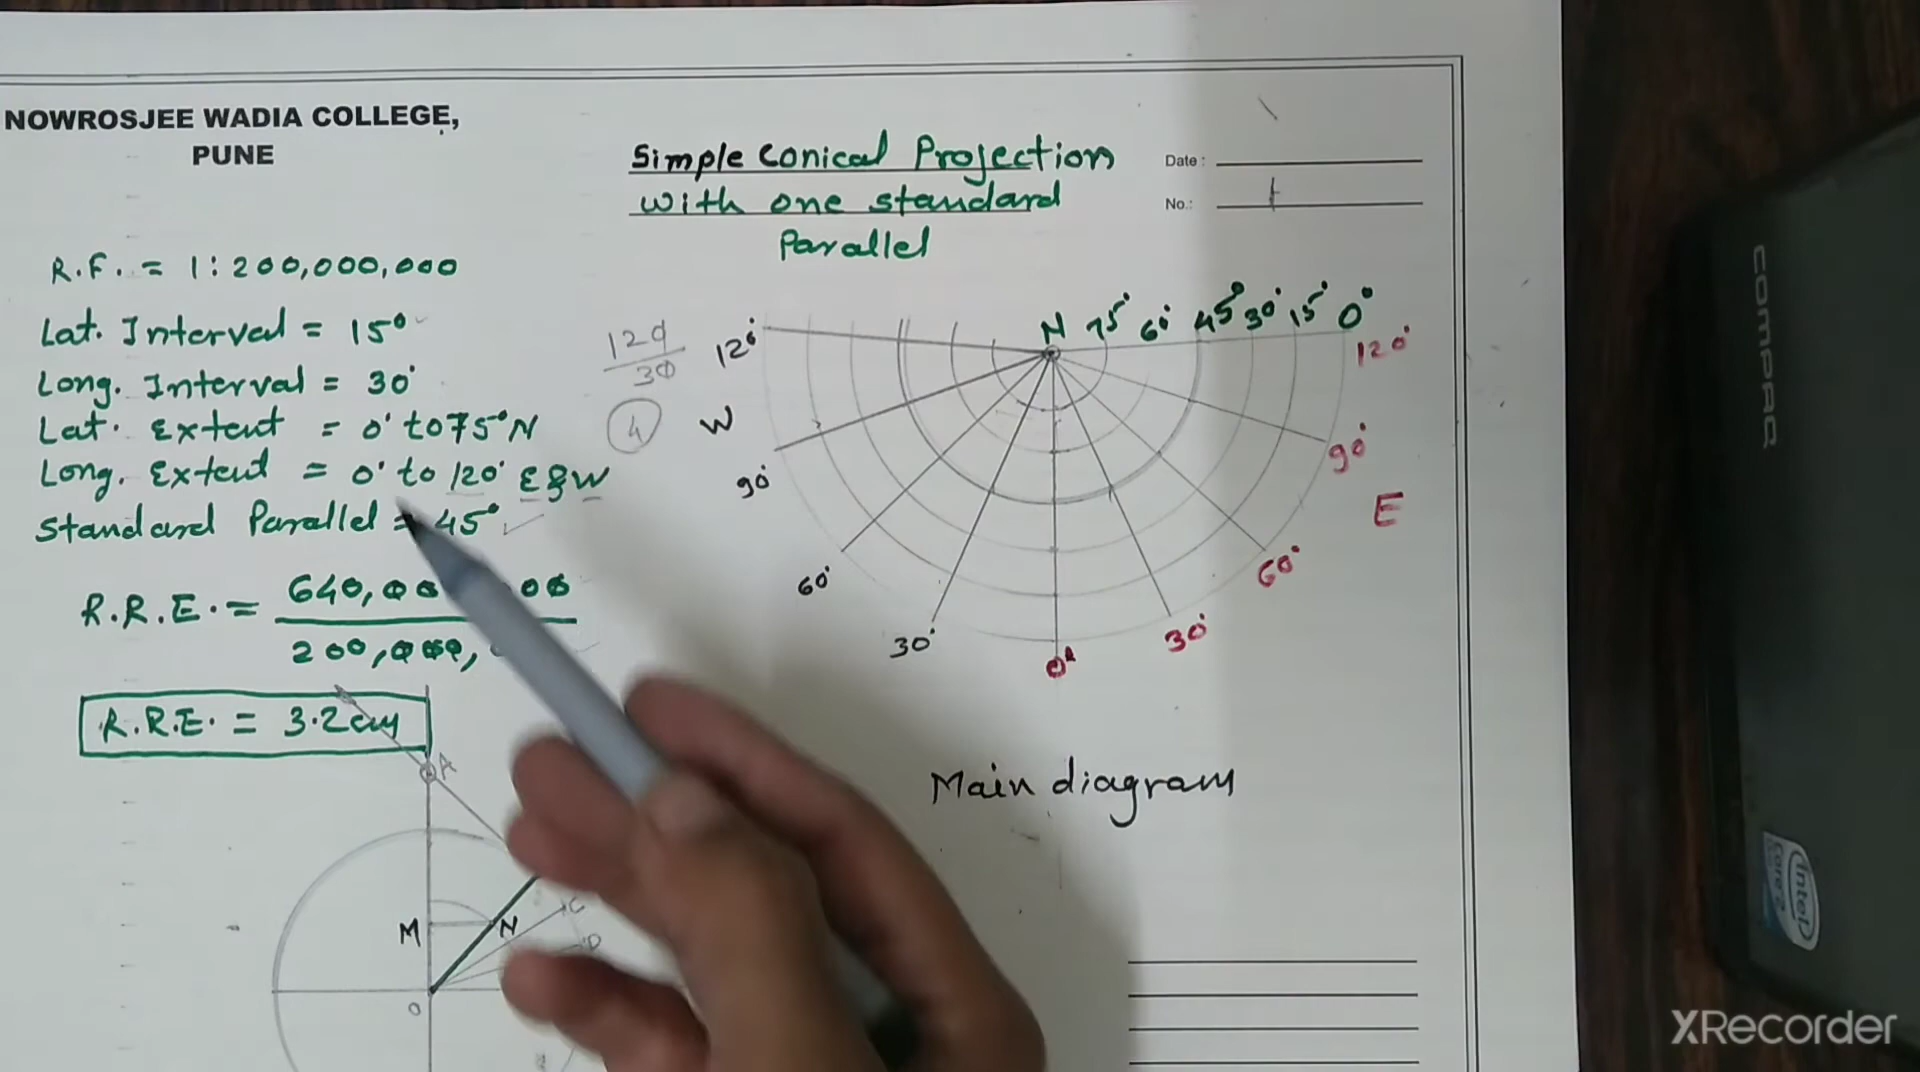 NOWROSJEE WADIA COLLEGE,
PUNE
Simple Conical Projection
with one standard
Parallel
Date :
No.:
R.F. = 1:200,000,000
Lat. Interval = 15°
Long. Interval = 30°
Lat. Extent = 0° to 75° N
Long. Extent = 0° to 120° E & W
Standard Parallel = 45°
120
30
4
R.R.E. =
R.R.E. = 3.2 cm
N 75° 60° 45° 30° 15° 0°
120°
120°
W
90°
90°
E
60°
60°
30°
30°
0°
Main diagram
A
M
N
C
D
O
COMPAQ
intel
Core 2
XRecorder